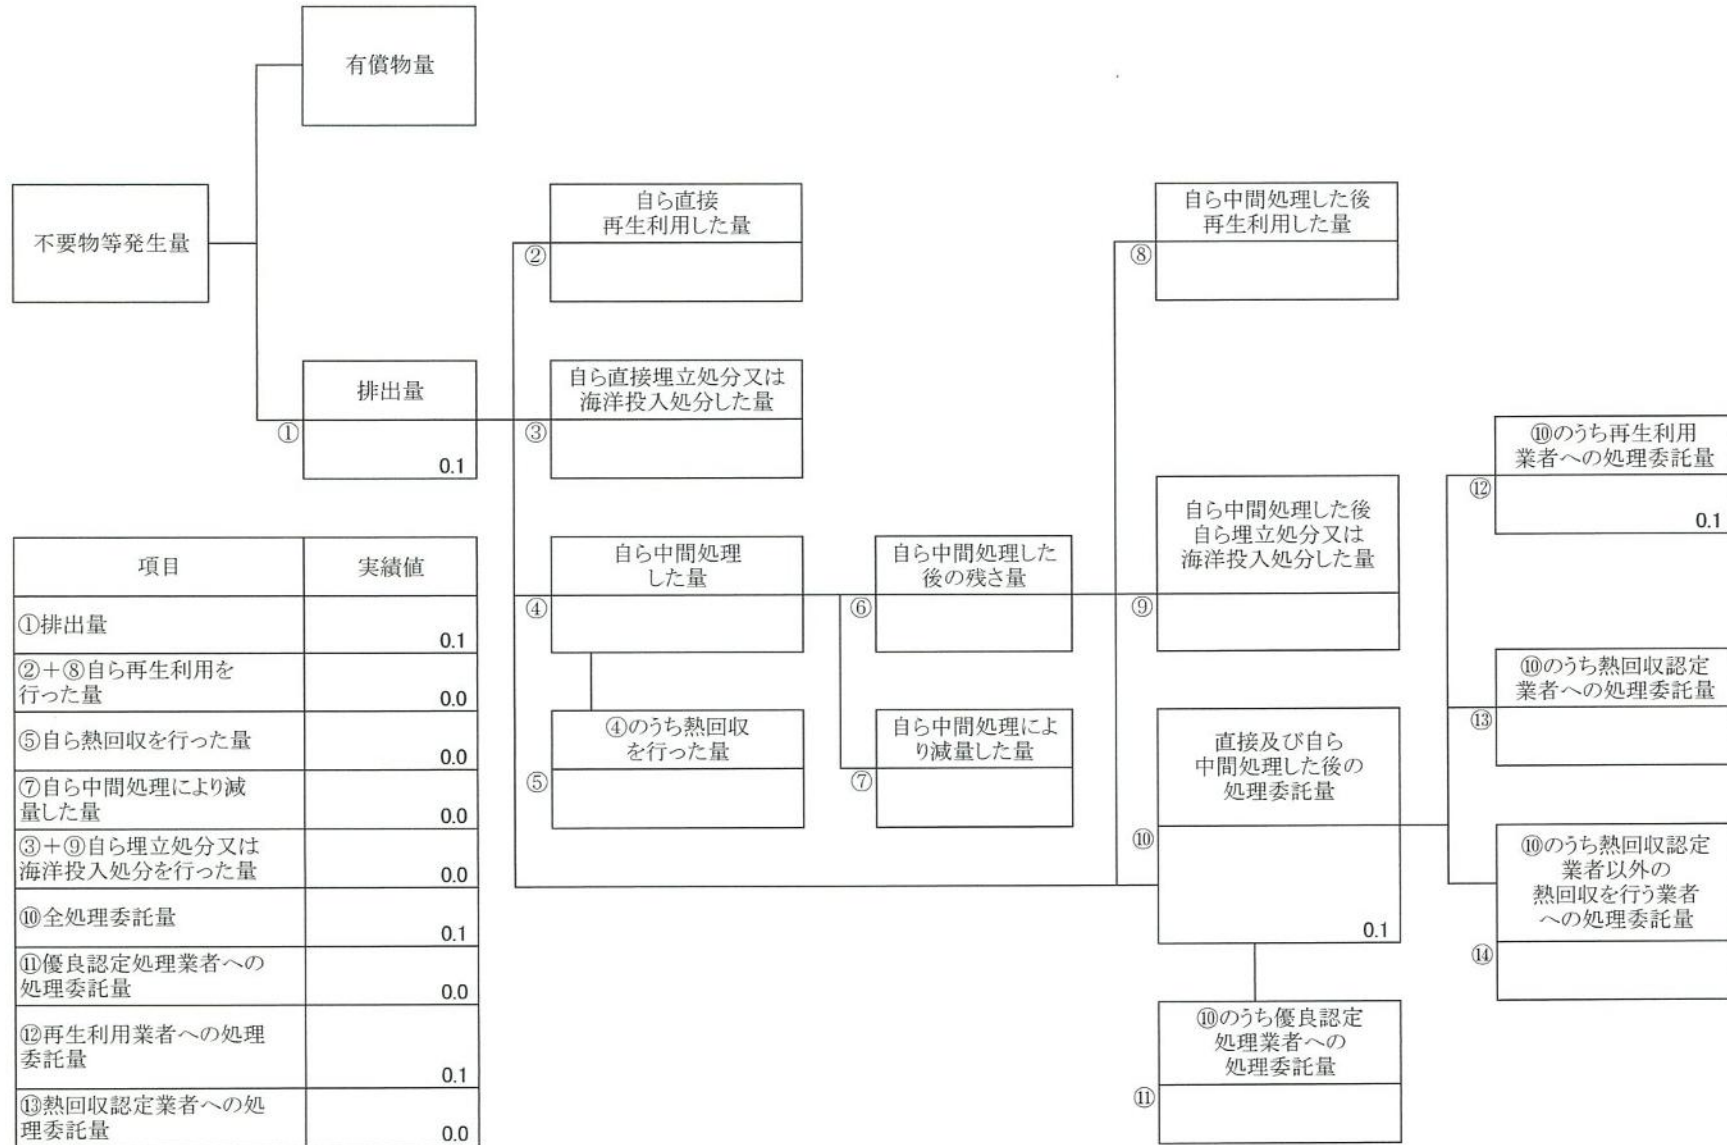 有償物量
不要物等発生量
排出量
①
0.1
自ら直接
再生利用した量
②
自ら直接埋立処分又は
海洋投入処分した量
③
自ら中間処理
した量
④
④のうち熱回収
を行った量
⑤
自ら中間処理した
後の残さ量
⑥
自ら中間処理によ
り減量した量
⑦
自ら中間処理した後
再生利用した量
⑧
自ら中間処理した後
自ら埋立処分又は
海洋投入処分した量
⑨
直接及び自ら
中間処理した後の
処理委託量
⑩
0.1
⑩のうち優良認定
処理業者への
処理委託量
⑪
⑩のうち再生利用
業者への処理委託量
⑫
0.1
⑩のうち熱回収認定
業者への処理委託量
⑬
⑩のうち熱回収認定
業者以外の
熱回収を行う業者
への処理委託量
⑭
項目 実績値
①排出量
0.1
②＋⑧自ら再生利用を
行った量
0.0
⑤自ら熱回収を行った量
0.0
⑦自ら中間処理により減
量した量
0.0
③＋⑨自ら埋立処分又は
海洋投入処分を行った量
0.0
⑩全処理委託量
0.1
⑪優良認定処理業者への
処理委託量
0.0
⑫再生利用業者への処理
委託量
0.1
⑬熱回収認定業者への処
理委託量
0.0